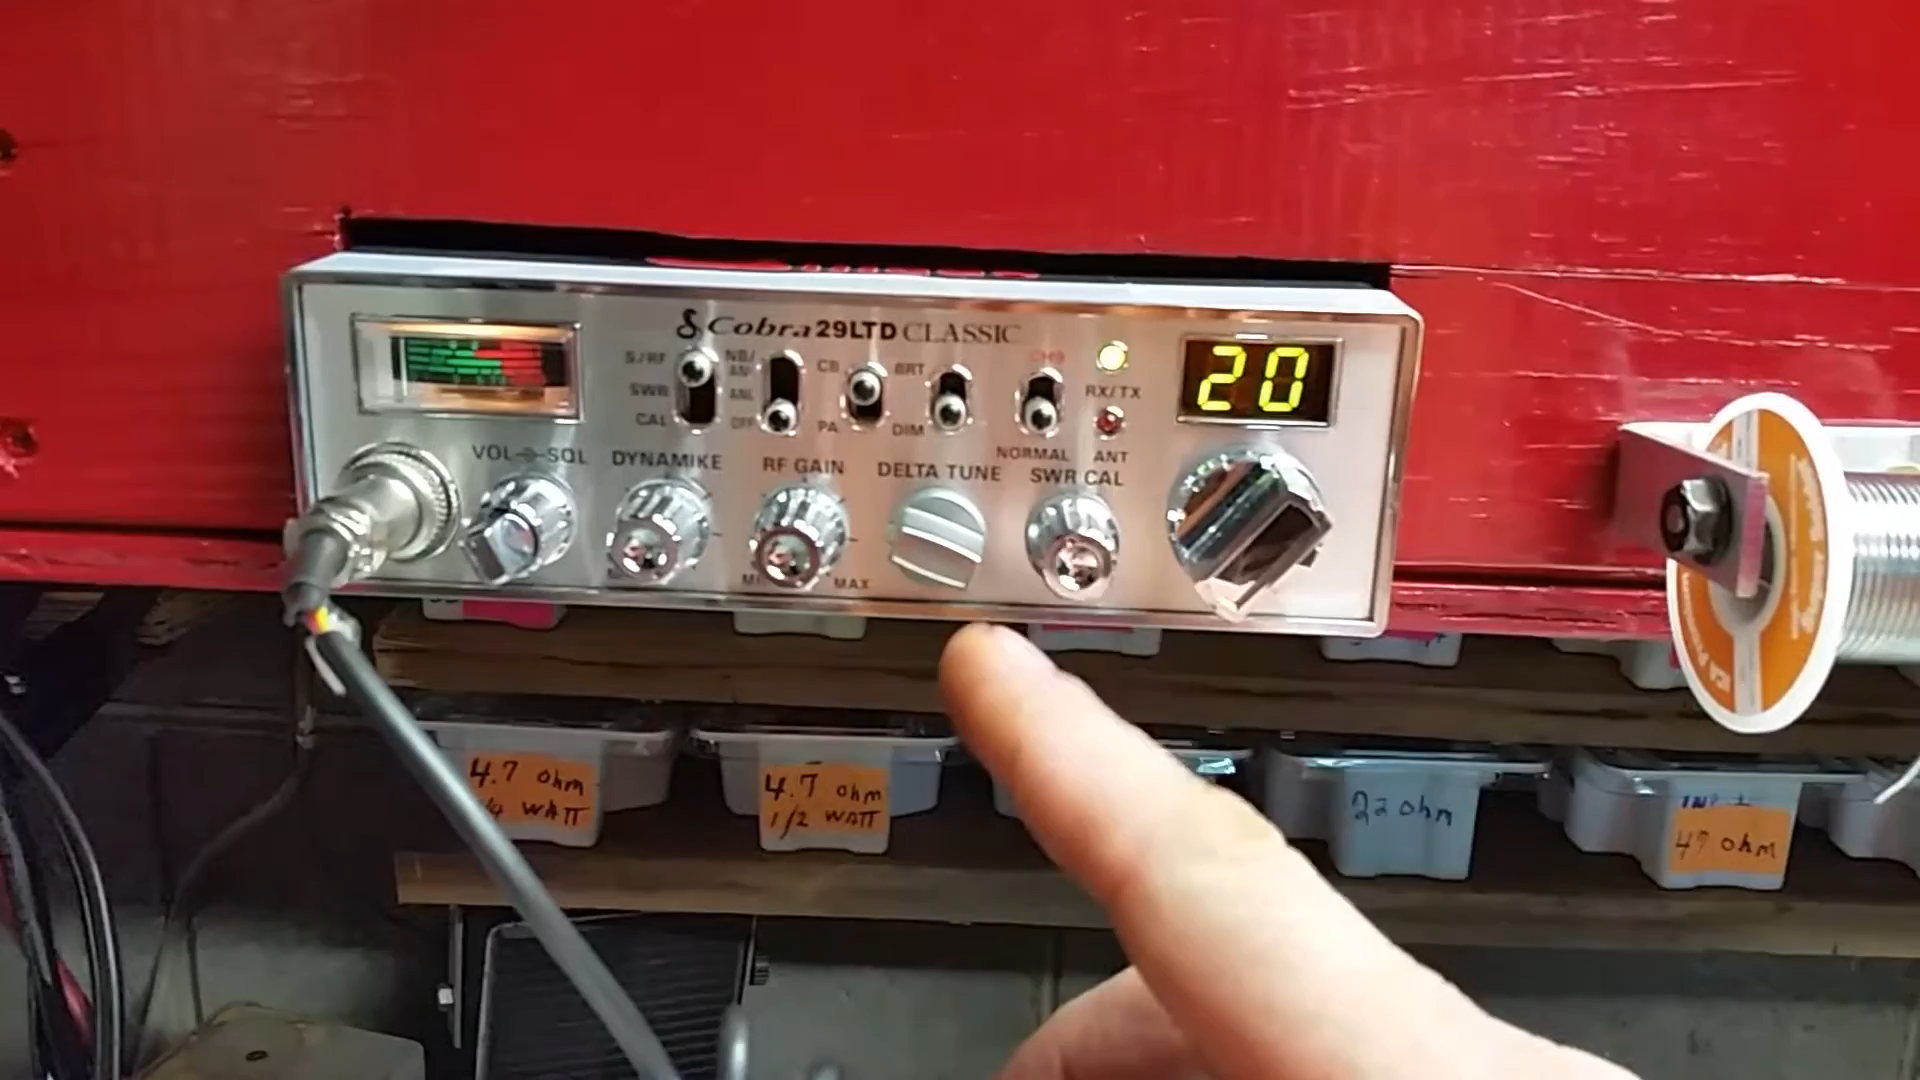 Cobra 29LTD CLASSIC
S/RF
SWR
CAL
NB/
ANL
OFF
CB
PA
BRT
DIM
CH9
NORMAL
RX/TX
ANT
20
VOL SQL
DYNAMIKE
RF GAIN
DELTA TUNE
SWR CAL
MAX
4.7 ohm
1/4 WATT
4.7 ohm
1/2 WATT
22 ohm
47 ohm